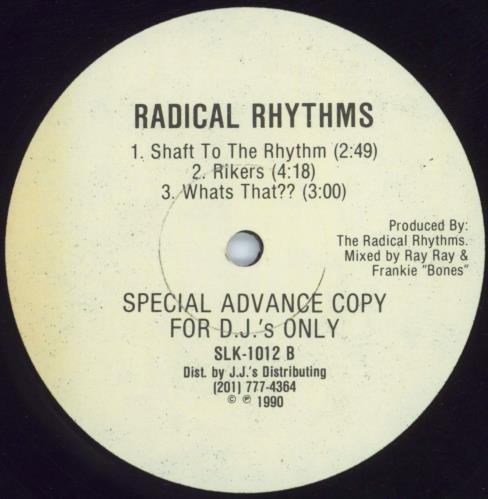 RADICAL RHYTHMS
1. Shaft To The Rhythm (2:49)
2. Rikers (4:18)
3. Whats That?? (3:00)
Produced By:
The Radical Rhythms.
Mixed by Ray Ray &
Frankie "Bones"
SPECIAL ADVANCE COPY
FOR D.J.'s ONLY
SLK-1012 B
Dist. by J.J.'s Distributing
(201) 777-4364
© ℗ 1990